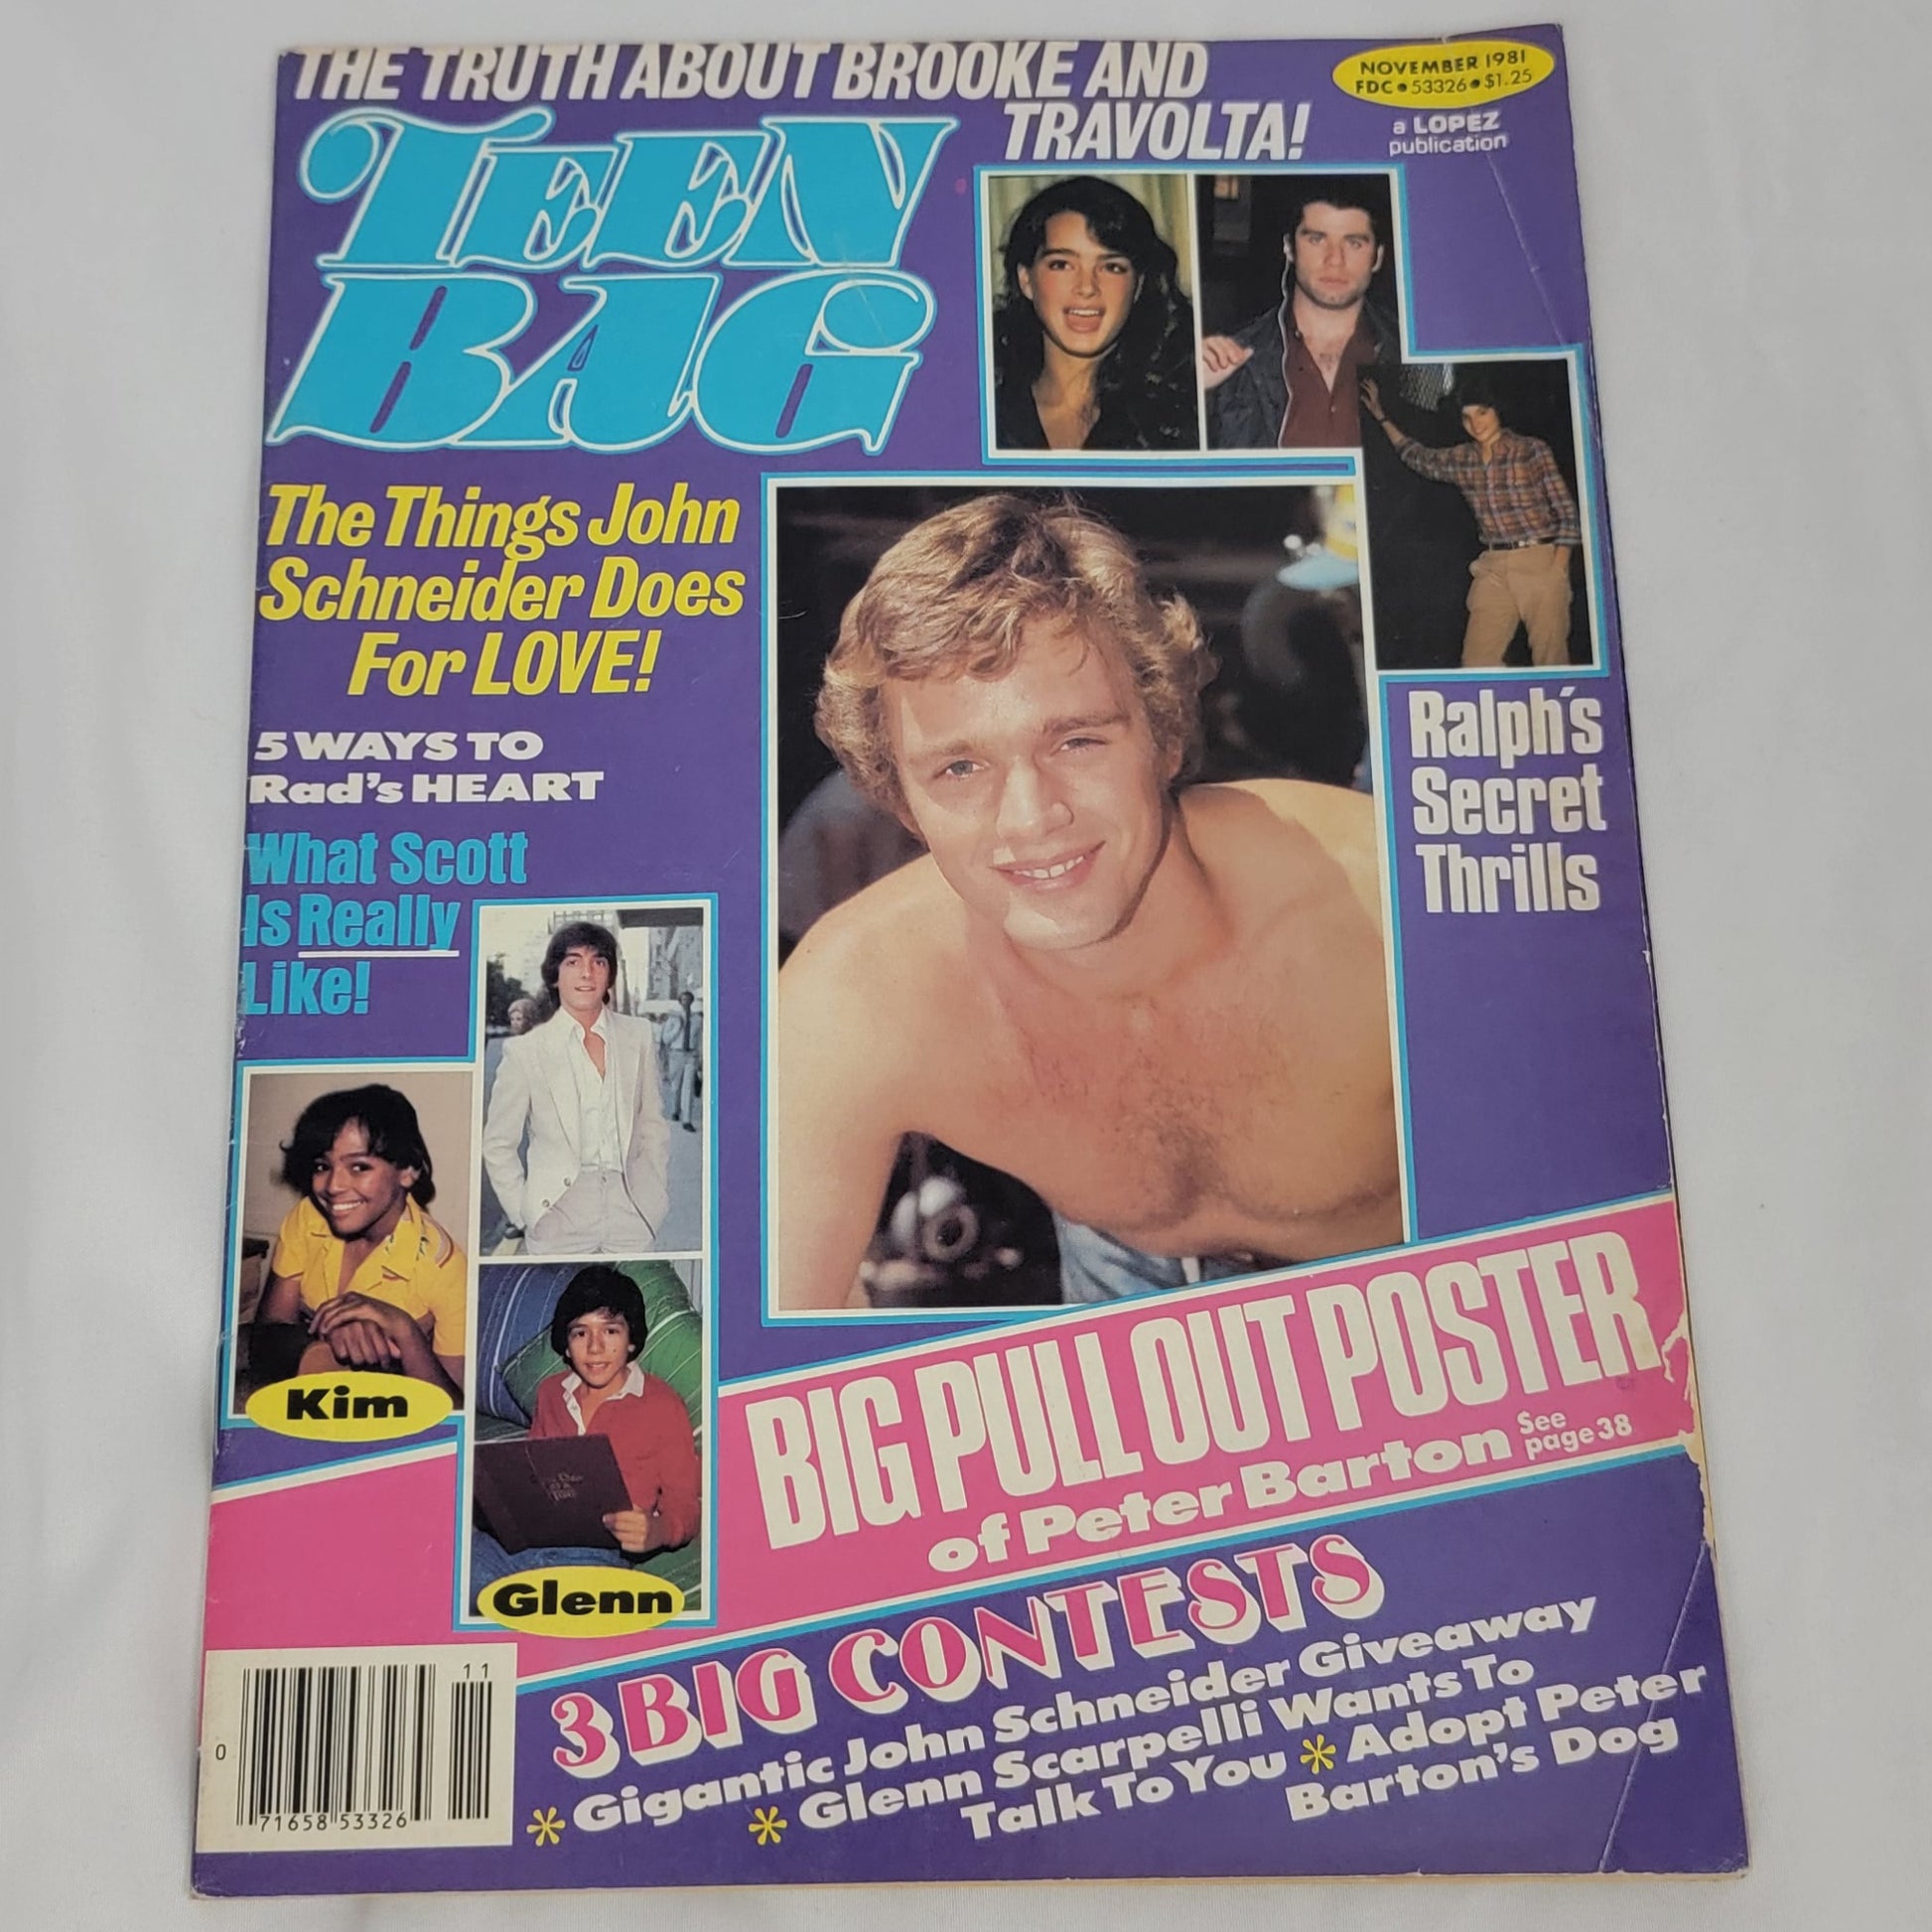 THE TRUTH ABOUT BROOKE AND
TRAVOLTA!
NOVEMBER 1981
FDC • 53326 • $1.25
a LOPEZ
publication
TEEN
BAG
The Things John
Schneider Does
For LOVE!
5 WAYS TO
Rad's HEART
What Scott
Is Really
Like!
Ralph's
Secret
Thrills
Kim
Glenn
BIG PULL OUT POSTER
of Peter Barton
See
page 38
3 BIG CONTESTS
* Gigantic John Schneider Giveaway
* Glenn Scarpelli Wants To
Talk To You * Adopt Peter
Barton's Dog
11
0
71658 53326